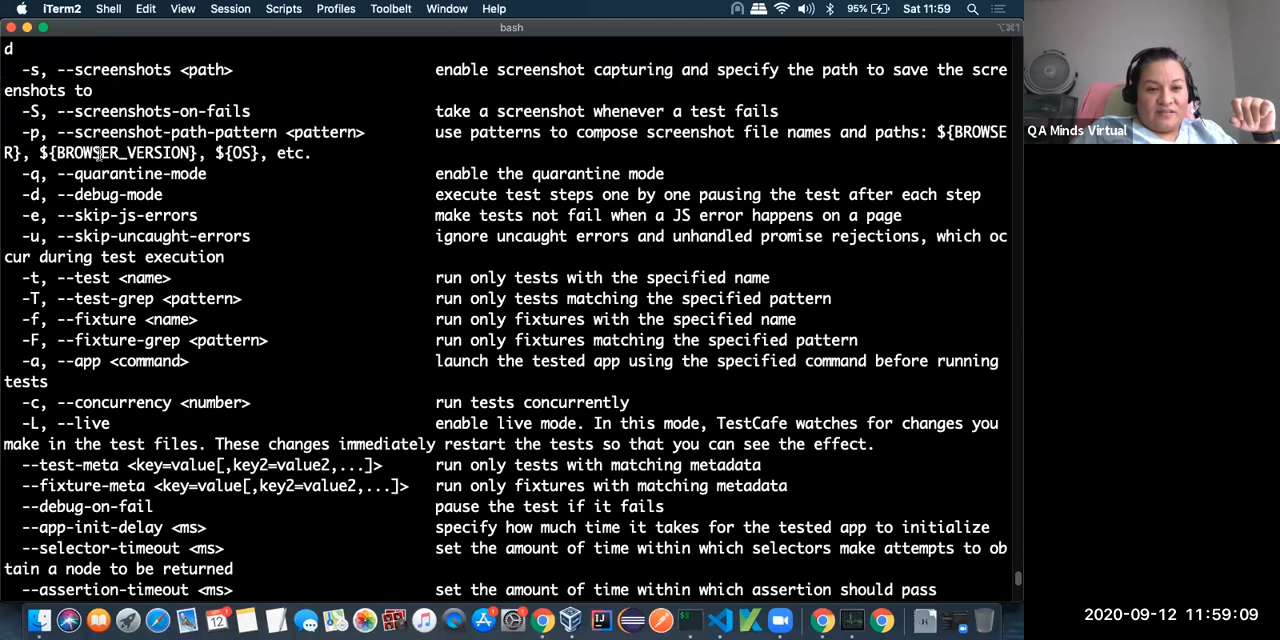 iTerm2 Shell Edit View Session Scripts Profiles Toolbelt Window Help 95% Sat 11:59
bash
⌥⌘1
d
-s, --screenshots <path> enable screenshot capturing and specify the path to save the scre
enshots to
-S, --screenshots-on-fails take a screenshot whenever a test fails
-p, --screenshot-path-pattern <pattern> use patterns to compose screenshot file names and paths: ${BROWSE
R}, ${BROWSER_VERSION}, ${OS}, etc.
-q, --quarantine-mode enable the quarantine mode
-d, --debug-mode execute test steps one by one pausing the test after each step
-e, --skip-js-errors make tests not fail when a JS error happens on a page
-u, --skip-uncaught-errors ignore uncaught errors and unhandled promise rejections, which oc
cur during test execution
-t, --test <name> run only tests with the specified name
-T, --test-grep <pattern> run only tests matching the specified pattern
-f, --fixture <name> run only fixtures with the specified name
-F, --fixture-grep <pattern> run only fixtures matching the specified pattern
-a, --app <command> launch the tested app using the specified command before running
tests
-c, --concurrency <number> run tests concurrently
-L, --live enable live mode. In this mode, TestCafe watches for changes you
make in the test files. These changes immediately restart the tests so that you can see the effect.
--test-meta <key=value[,key2=value2,...]> run only tests with matching metadata
--fixture-meta <key=value[,key2=value2,...]> run only fixtures with matching metadata
--debug-on-fail pause the test if it fails
--app-init-delay <ms> specify how much time it takes for the tested app to initialize
--selector-timeout <ms> set the amount of time within which selectors make attempts to ob
tain a node to be returned
--assertion-timeout <ms> set the amount of time within which assertion should pass
QA Minds Virtual
2020-09-12 11:59:09